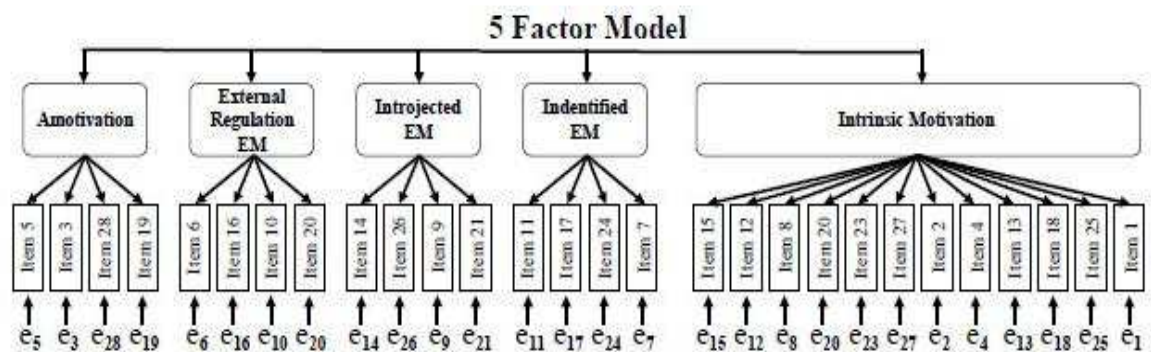 5 Factor Model
Amotivation
External
Regulation
EM
Introjected
EM
Indentified
EM
Intrinsic Motivation
Item 5 Item 3 Item 28 Item 19 Item 6 Item 16 Item 10 Item 20 Item 14 Item 26 Item 9 Item 21 Item 11 Item 17 Item 24 Item 7 Item 15 Item 12 Item 8 Item 20 Item 23 Item 27 Item 2 Item 4 Item 13 Item 18 Item 25 Item 1
e5 e3 e28 e19 e6 e16 e10 e20 e14 e26 e9 e21 e11 e17 e24 e7 e15 e12 e8 e20 e23 e27 e2 e4 e13 e18 e25 e1